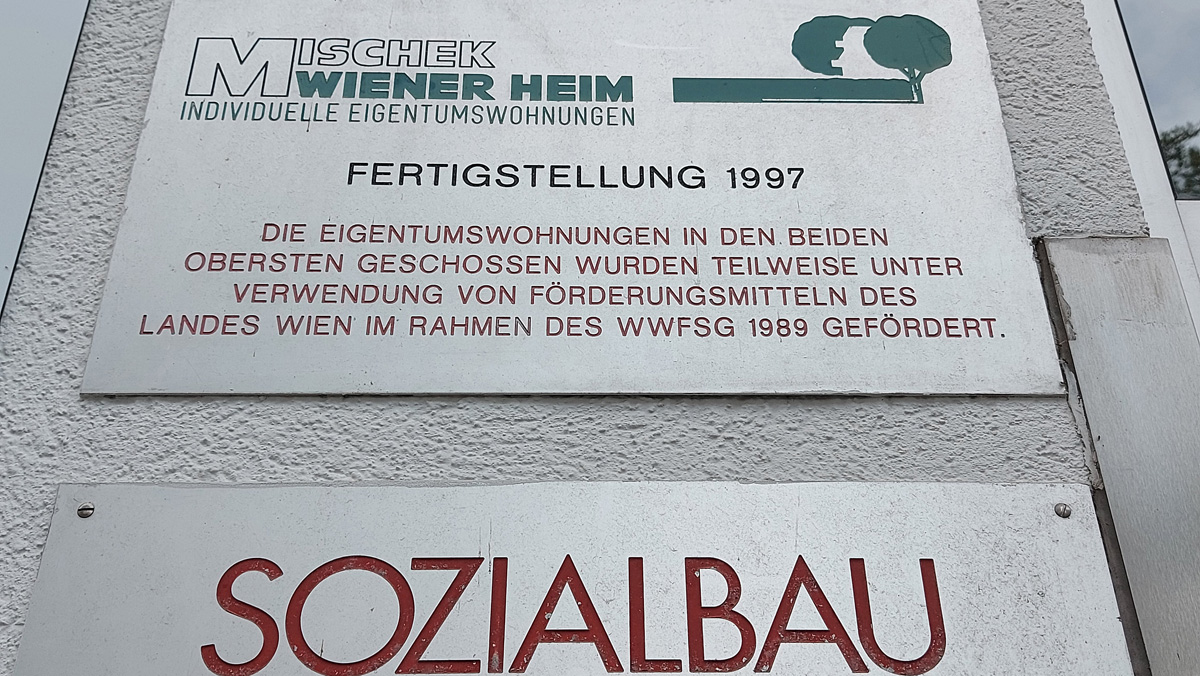 MISCHEK
WIENER HEIM
INDIVIDUELLE EIGENTUMSWOHNUNGEN
FERTIGSTELLUNG 1997
DIE EIGENTUMSWOHNUNGEN IN DEN BEIDEN
OBERSTEN GESCHOSSEN WURDEN TEILWEISE UNTER
VERWENDUNG VON FÖRDERUNGSMITTELN DES
LANDES WIEN IM RAHMEN DES WWFSG 1989 GEFÖRDERT.
SOZIALBAU